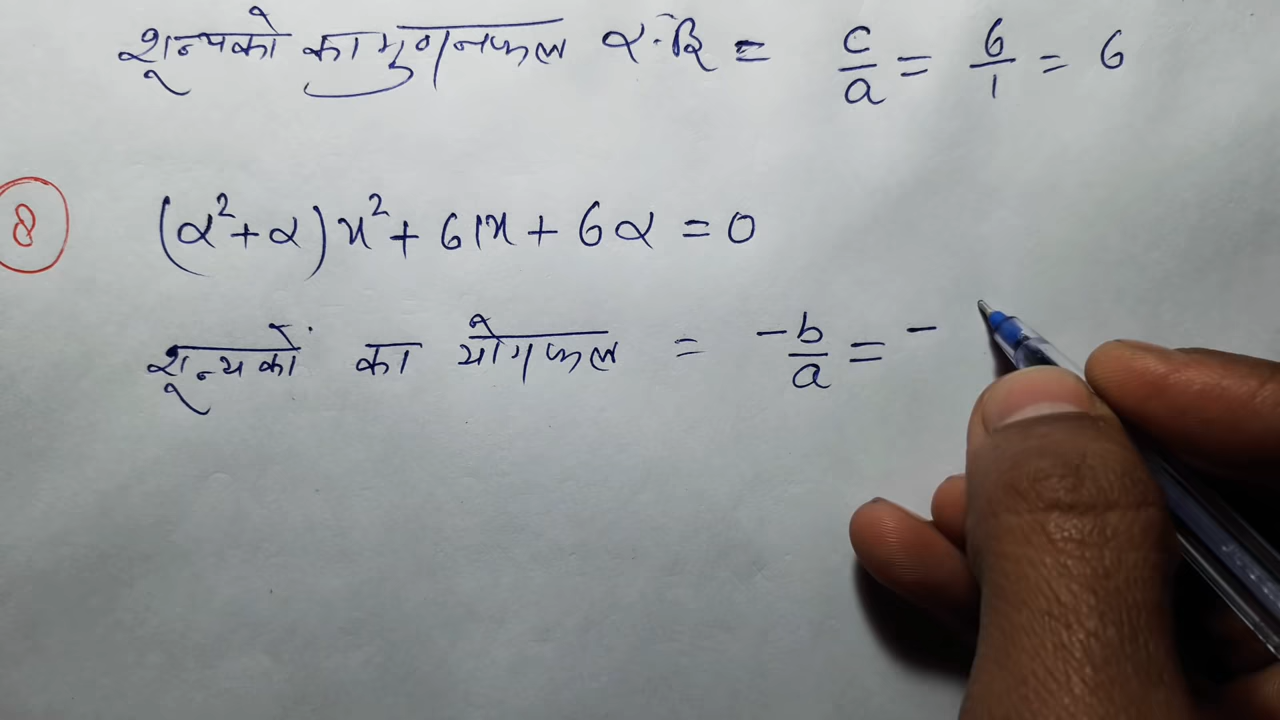 शून्यको का गुणनफल α·β = c/a = 6/1 = 6
8 (α²+α)x² + 61x + 6α = 0
शून्यकों का योगफल = -b/a = -